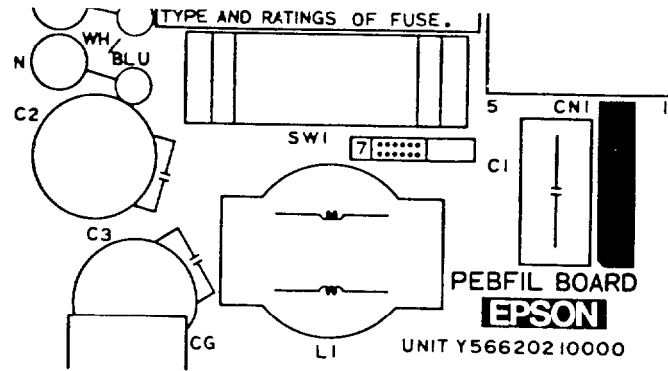 TYPE AND RATINGS OF FUSE.
WH/
N
BLU
5 CN1 1
C2
SW1
7
C1
C3
PEBFIL BOARD
EPSON
CG
L1
UNIT Y56620210000